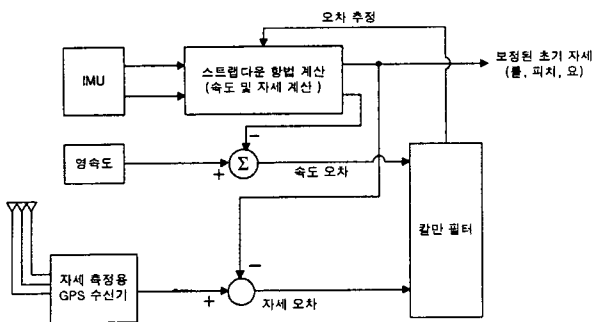 오차 추정
IMU
스트랩다운 항법 계산
(속도 및 자세 계산 )
보정된 초기 자세
(롤, 피치, 요)
−
영속도
+
Σ
속도 오차
칼만 필터
−
자세 측정용
GPS 수신기
+
자세 오차